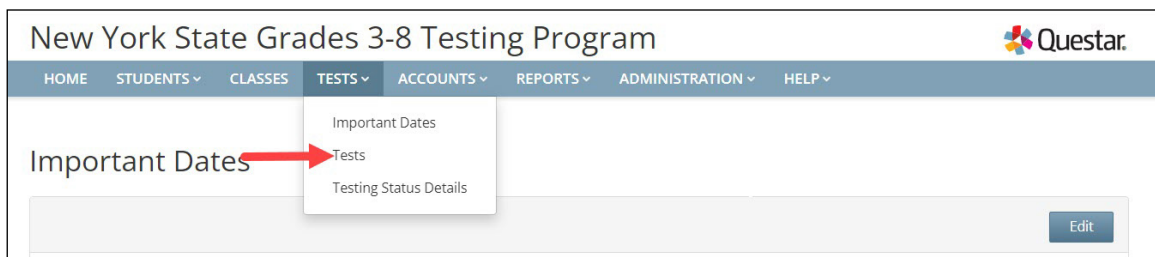 New York State Grades 3-8 Testing Program
Questar.
HOME STUDENTS CLASSES TESTS ACCOUNTS REPORTS ADMINISTRATION HELP
Important Dates
Tests
Testing Status Details
Important Dates
Edit